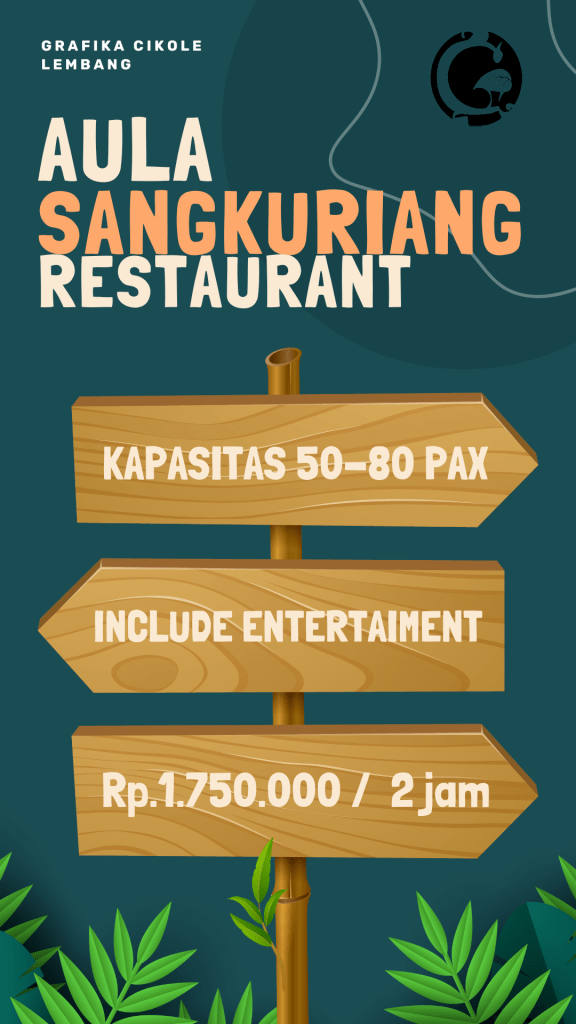 GRAFIKA CIKOLE
LEMBANG
AULA
SANGKURIANG
RESTAURANT
KAPASITAS 50-80 PAX
INCLUDE ENTERTAIMENT
Rp.1.750.000 / 2 jam